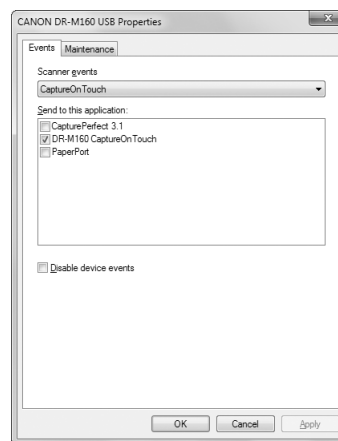 CANON DR-M160 USB Properties
Events Maintenance
Scanner events
CaptureOnTouch
Send to this application:
CapturePerfect 3.1
DR-M160 CaptureOnTouch
PaperPort
Disable device events
OK Cancel Apply